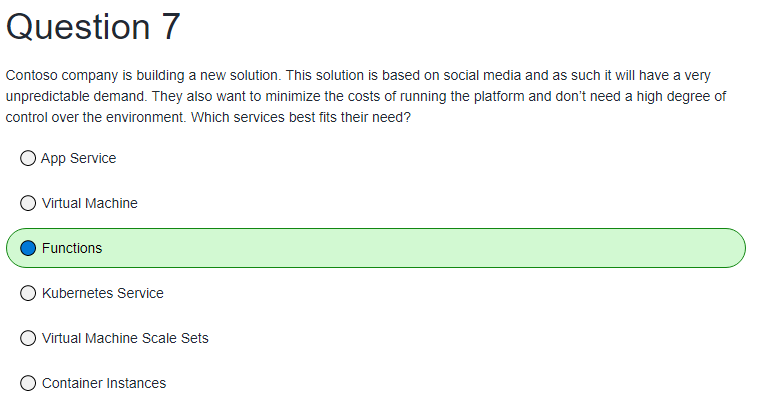 Question 7
Contoso company is building a new solution. This solution is based on social media and as such it will have a very
unpredictable demand. They also want to minimize the costs of running the platform and don't need a high degree of
control over the environment. Which services best fits their need?
App Service
Virtual Machine
Functions
Kubernetes Service
Virtual Machine Scale Sets
Container Instances